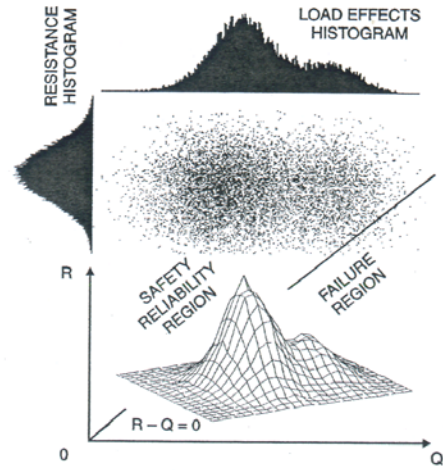 LOAD EFFECTS
HISTOGRAM
RESISTANCE
HISTOGRAM
R
SAFETY
RELIABILITY
REGION
FAILURE
REGION
R – Q = 0
0
Q